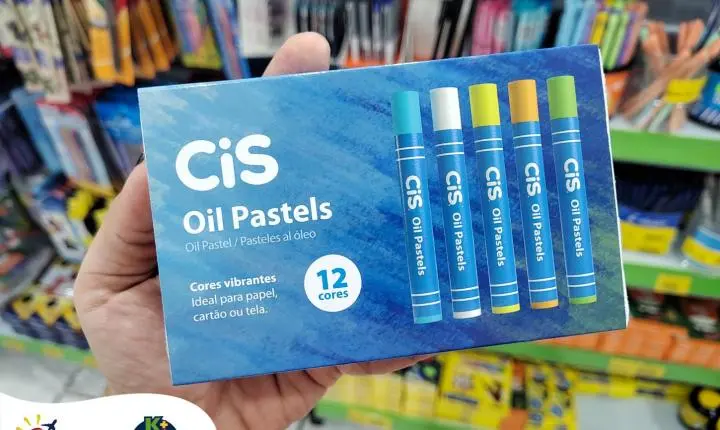 CiS
Oil Pastels
Oil Pastel / Pasteles al óleo
Cores vibrantes
Ideal para papel,
cartão ou tela.
12
cores
CiS Oil Pastels
CiS Oil Pastels
CiS Oil Pastels
CiS Oil Pastels
CiS Oil Pastels
K+